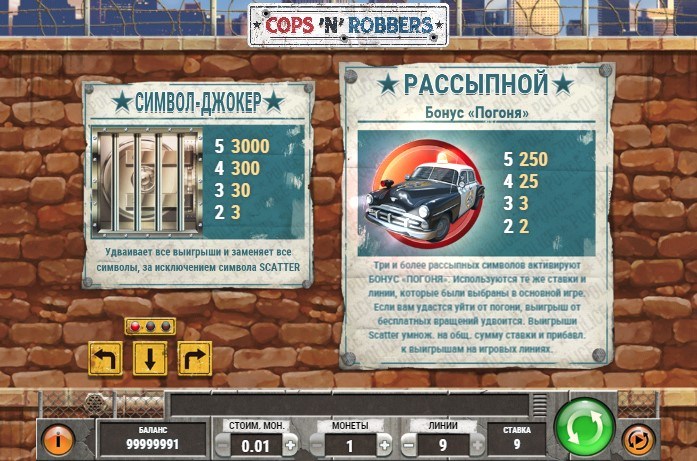 COPS 'N' ROBBERS
СИМВОЛ-ДЖОКЕР
5 3000
4 300
3 30
2 3
Удваивает все выигрыши и заменяет все
символы, за исключением символа SCATTER
РАССЫПНОЙ
Бонус «Погоня»
5 250
4 25
3 3
2 2
Три и более рассыпных символов активируют
БОНУС «ПОГОНЯ». Используются те же ставки и
линии, которые были выбраны в основной игре.
Если вам удастся уйти от погони, выигрыш от
бесплатных вращений удвоится. Выигрыши
Scatter умнож. на общ. сумму ставки и прибавл.
к выигрышам на игровых линиях.
БАЛАНС
99999991
СТОИМ. МОН.
0.01
МОНЕТЫ
1
ЛИНИИ
9
СТАВКА
9